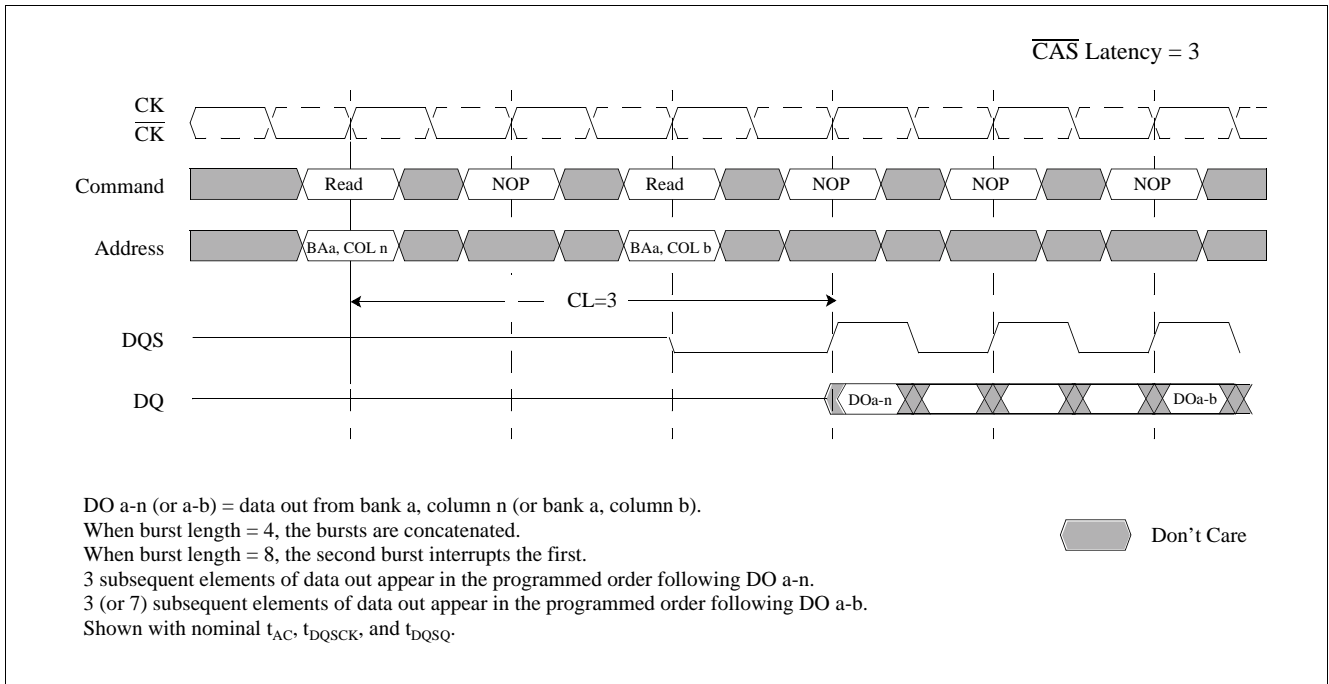 CAS Latency = 3
CK
CK
Command Read NOP Read NOP NOP NOP
Address BAa, COL n BAa, COL b
CL=3
DQS
DQ DOa-n DOa-b
DO a-n (or a-b) = data out from bank a, column n (or bank a, column b).
When burst length = 4, the bursts are concatenated.
When burst length = 8, the second burst interrupts the first.
3 subsequent elements of data out appear in the programmed order following DO a-n.
3 (or 7) subsequent elements of data out appear in the programmed order following DO a-b.
Shown with nominal tAC, tDQSCK, and tDQSQ.
Don't Care